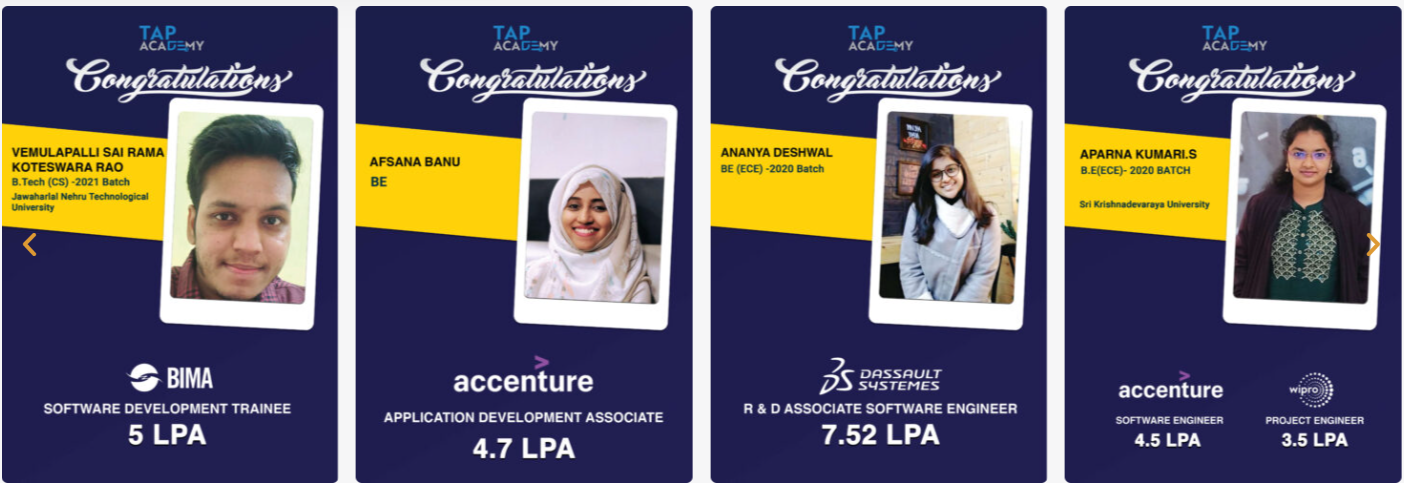 TAP
ACADEMY
Congratulations
VEMULAPALLI SAI RAMA
KOTESWARA RAO
B.Tech (CS) -2021 Batch
Jawaharlal Nehru Technological
University
BIMA
SOFTWARE DEVELOPMENT TRAINEE
5 LPA
TAP
ACADEMY
Congratulations
AFSANA BANU
BE
accenture
APPLICATION DEVELOPMENT ASSOCIATE
4.7 LPA
TAP
ACADEMY
Congratulations
ANANYA DESHWAL
BE (ECE) -2020 Batch
DASSAULT
SYSTEMES
R & D ASSOCIATE SOFTWARE ENGINEER
7.52 LPA
TAP
ACADEMY
Congratulations
APARNA KUMARI.S
B.E(ECE)- 2020 BATCH
Sri Krishnadevaraya University
accenture
SOFTWARE ENGINEER
4.5 LPA
wipro
PROJECT ENGINEER
3.5 LPA